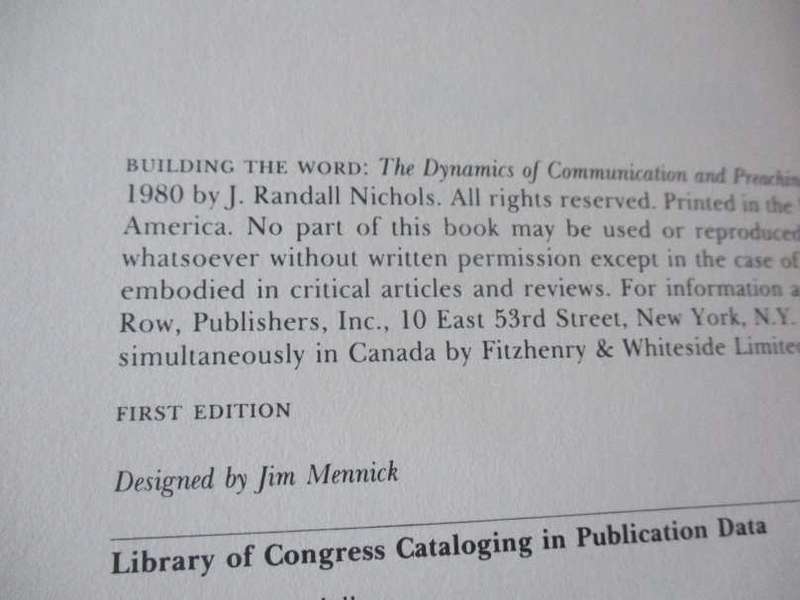 BUILDING THE WORD: The Dynamics of Communication and Preachin
1980 by J. Randall Nichols. All rights reserved. Printed in the
America. No part of this book may be used or reproduced
whatsoever without written permission except in the case of
embodied in critical articles and reviews. For information a
Row, Publishers, Inc., 10 East 53rd Street, New York, N.Y.
simultaneously in Canada by Fitzhenry & Whiteside Limited
FIRST EDITION
Designed by Jim Mennick
Library of Congress Cataloging in Publication Data